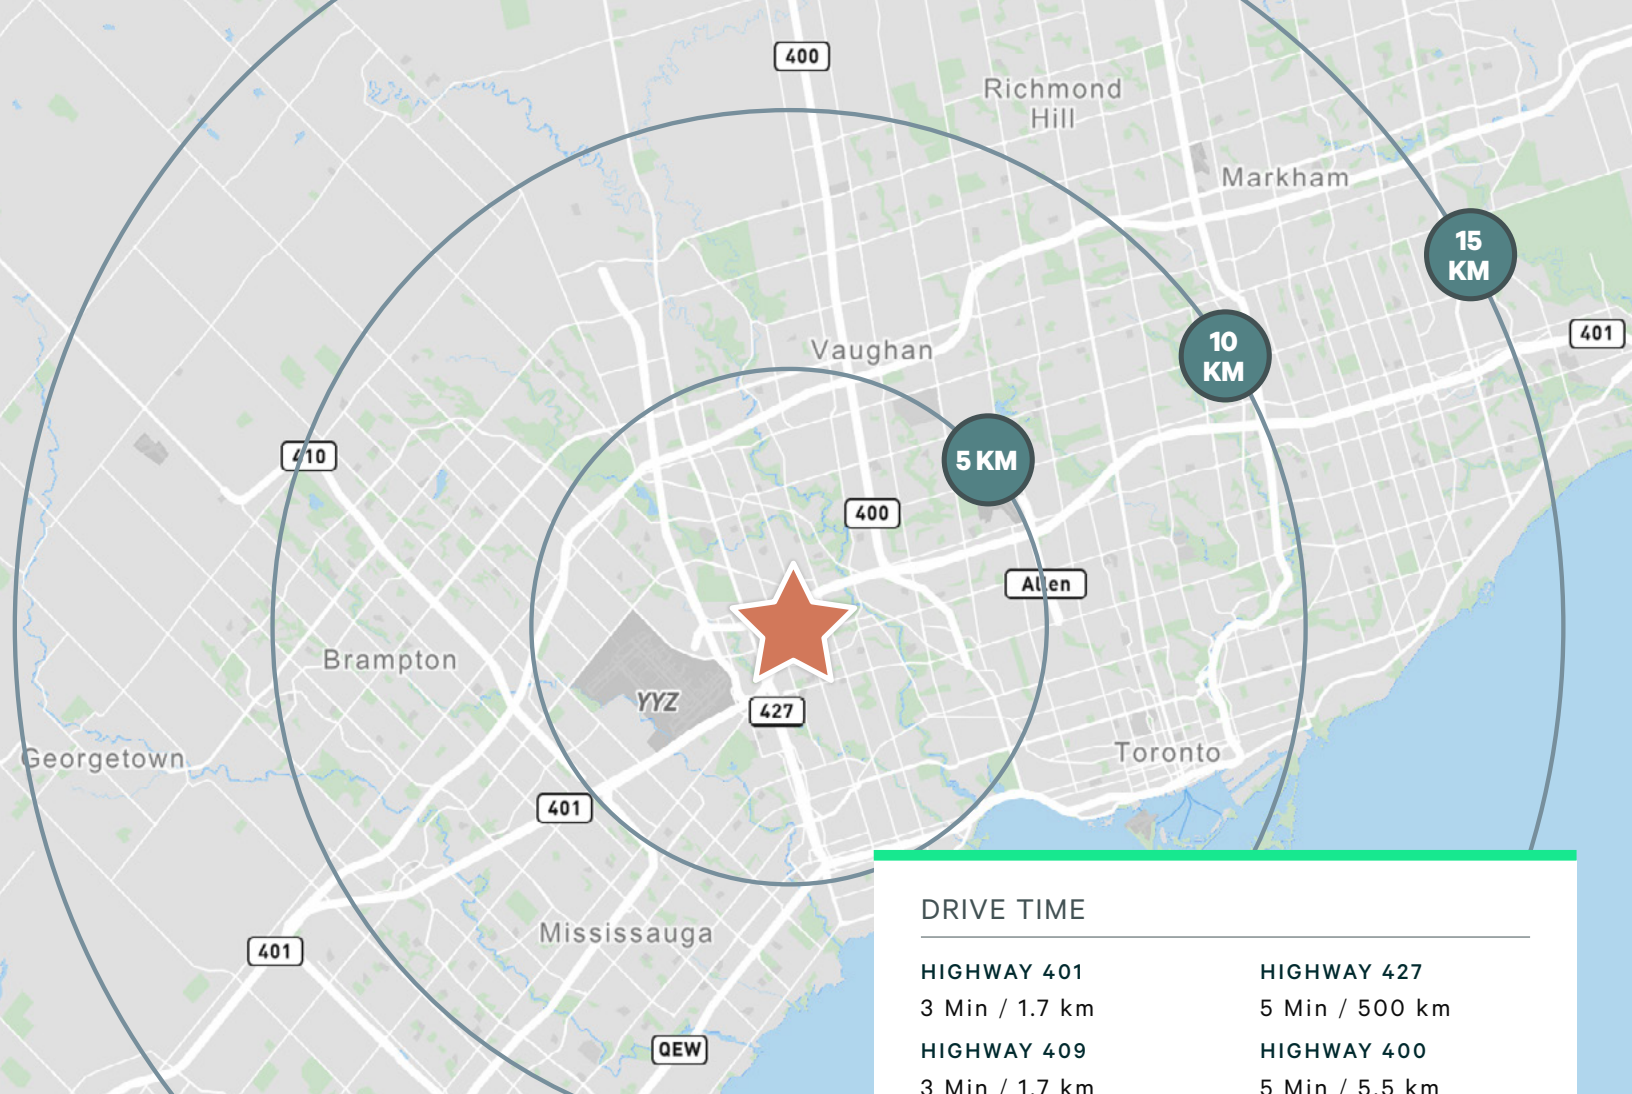 400
Richmond
Hill
Markham
15
KM
10
KM
401
Vaughan
410
5 KM
400
Allen
Brampton
YYZ
427
Toronto
Georgetown
401
Mississauga
401
QEW
DRIVE TIME
HIGHWAY 401
3 Min / 1.7 km
HIGHWAY 427
5 Min / 500 km
HIGHWAY 409
3 Min / 1.7 km
HIGHWAY 400
5 Min / 5.5 km